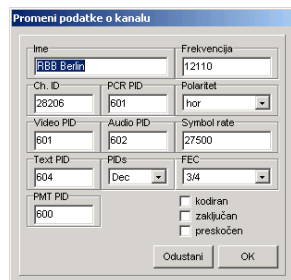 Promeni podatke o kanalu
Ime Frekvencija
RBB Berlin 12110
Ch. ID PCR PID Polaritet
28206 601 hor
Video PID Audio PID Symbol rate
601 602 27500
Text PID PIDs FEC
604 Dec 3/4
PMT PID
600
kodiran
zaključan
preskočen
Odustani OK